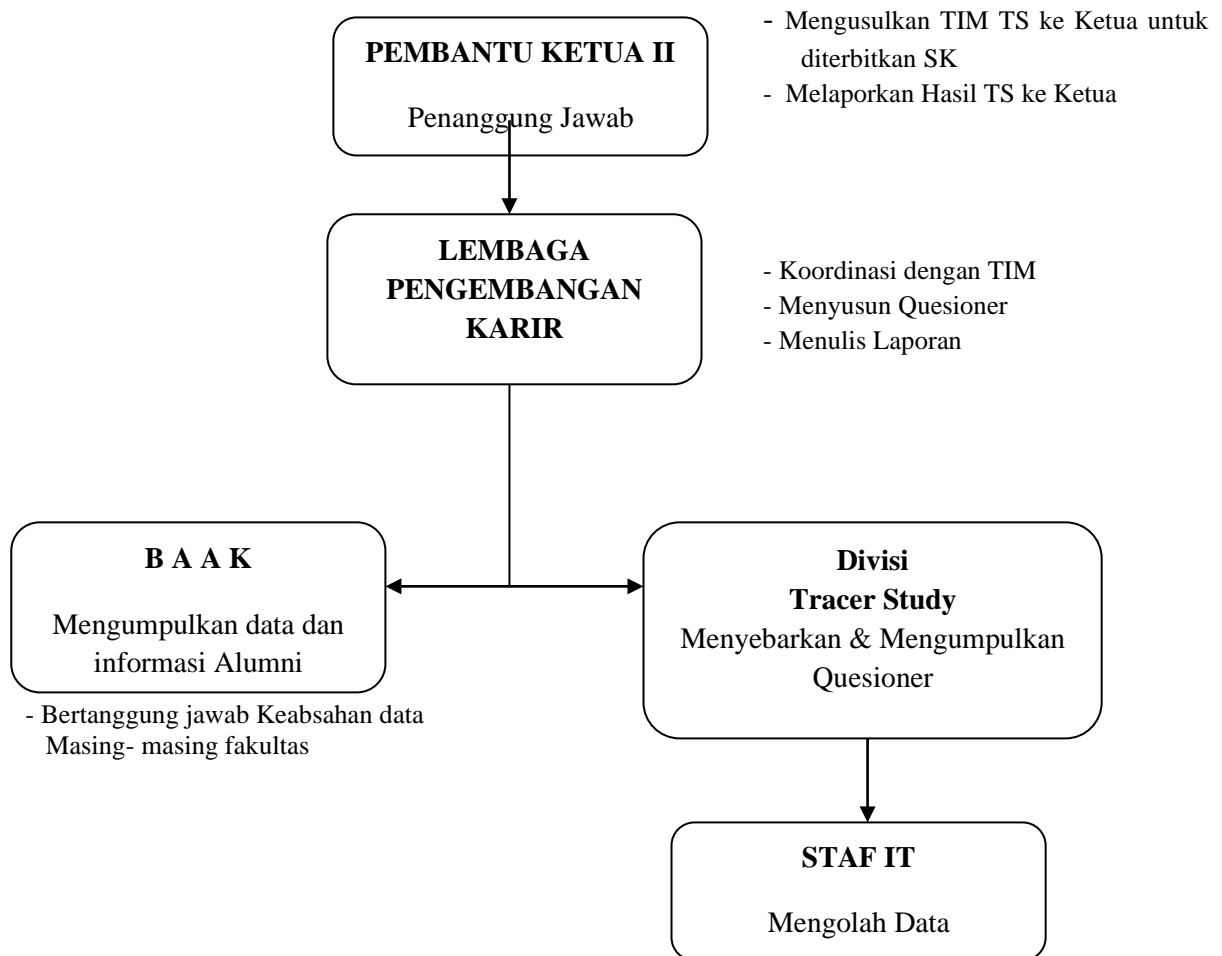 PEMBANTU KETUA II
Penanggung Jawab
- Mengusulkan TIM TS ke Ketua untuk
diterbitkan SK
- Melaporkan Hasil TS ke Ketua
LEMBAGA
PENGEMBANGAN
KARIR
- Koordinasi dengan TIM
- Menyusun Quesioner
- Menulis Laporan
B A A K
Mengumpulkan data dan
informasi Alumni
- Bertanggung jawab Keabsahan data
Masing- masing fakultas
Divisi
Tracer Study
Menyebarkan & Mengumpulkan
Quesioner
STAF IT
Mengolah Data